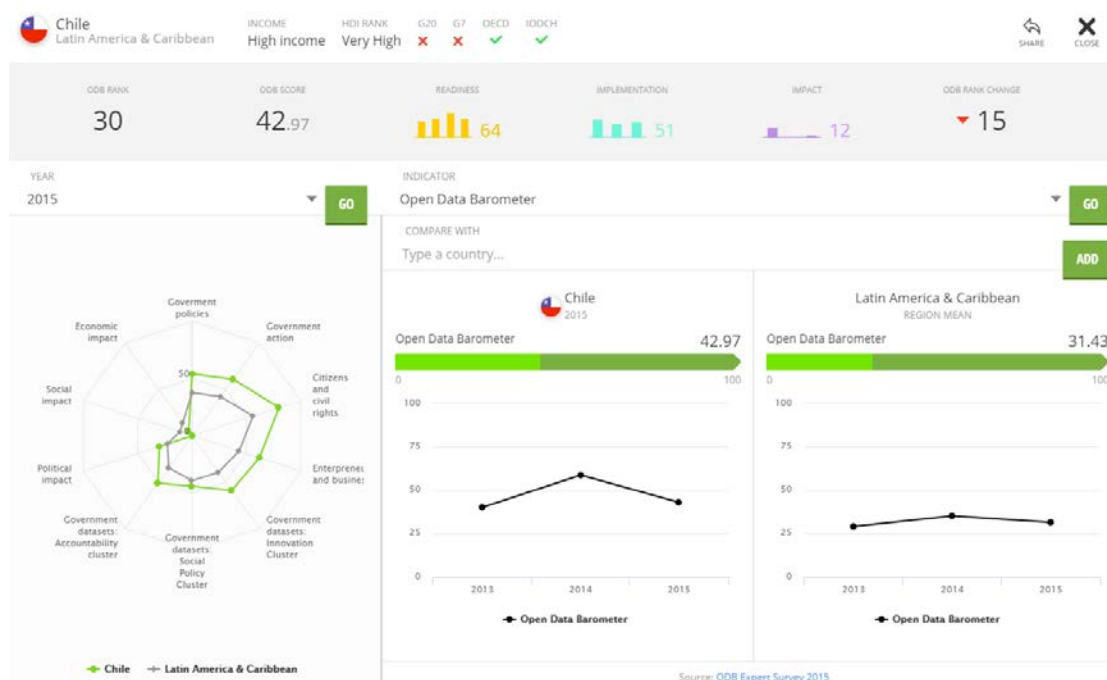 Chile
Latin America & Caribbean
INCOME
High income
HDI RANK
Very High
G20
G7
OECD
IODCH
SHARE
CLOSE
ODB RANK
30
ODB SCORE
42.97
READINESS
64
IMPLEMENTATION
51
IMPACT
12
ODB RANK CHANGE
15
YEAR
2015
GO
INDICATOR
Open Data Barometer
GO
COMPARE WITH
Type a country...
ADD
Goverment
policies
Government
action
Citizens
and
civil
rights
Enterpreneu
and busines
Government
datasets:
Innovation
Cluster
Government
datasets:
Social
Policy
Cluster
Government
datasets:
Accountability
cluster
Political
impact
Social
impact
Economic
impact
50
0
Chile
Latin America & Caribbean
Chile
2015
Open Data Barometer
42.97
0
100
100
75
50
25
0
2013
2014
2015
Open Data Barometer
Latin America & Caribbean
REGION MEAN
Open Data Barometer
31.43
0
100
100
75
50
25
0
2013
2014
2015
Open Data Barometer
Source: ODB Expert Survey 2015